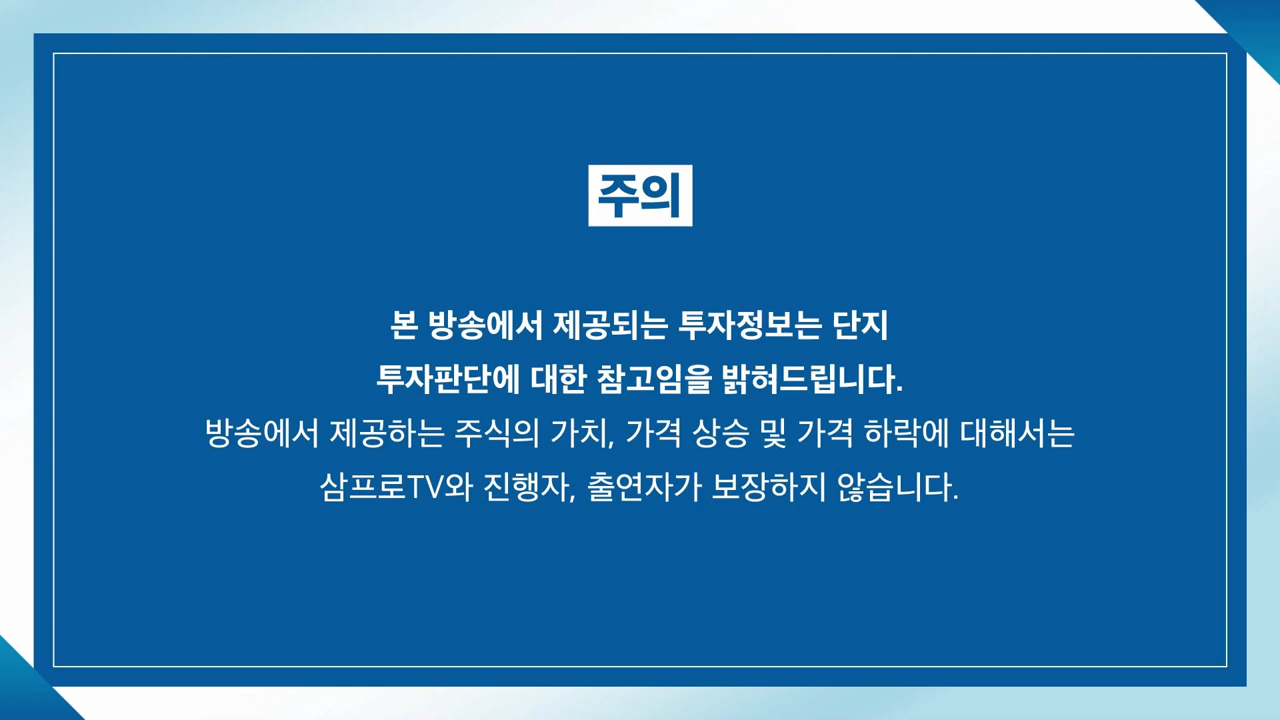 주의
본 방송에서 제공되는 투자정보는 단지
투자판단에 대한 참고임을 밝혀드립니다.
방송에서 제공하는 주식의 가치, 가격 상승 및 가격 하락에 대해서는
삼프로TV와 진행자, 출연자가 보장하지 않습니다.